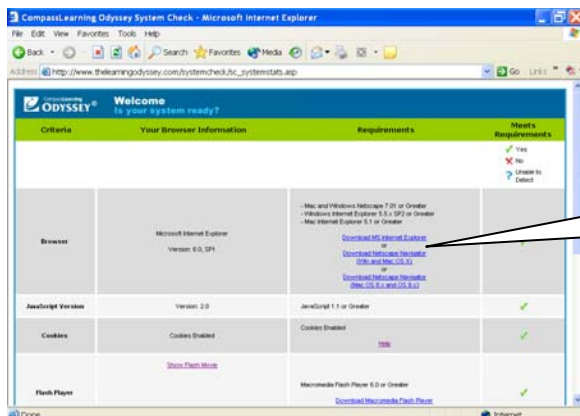 CompassLearning Odyssey System Check - Microsoft Internet Explorer
File Edit View Favorites Tools Help
Back Search Favorites Media
Address http://www.thelearningodyssey.com/systemcheck/sc_systemstats.asp Go Links
CompassLearning
ODYSSEY®
Welcome
Is your system ready?
Criteria Your Browser Information Requirements Meets Requirements
Yes
No
Unable to
Detect
Browser
Microsoft Internet Explorer
Version: 6.0, SP1
- Mac and Windows Netscape 7.01 or Greater
- Windows Internet Explorer 5.5.x SP2 or Greater
- Mac Internet Explorer 5.1 or Greater
Download MS Internet Explorer
or
Download Netscape Navigator
(Win and Mac OS X)
or
Download Netscape Navigator
(Mac OS 8.x and OS 9.x)
JavaScript Version Version: 2.0 JavaScript 1.1 or Greater
Cookies Cookies Enabled Cookies Enabled
Help
Show Flash Movie
Flash Player
Macromedia Flash Player 6.0 or Greater
Download Macromedia Flash Player
Done Internet